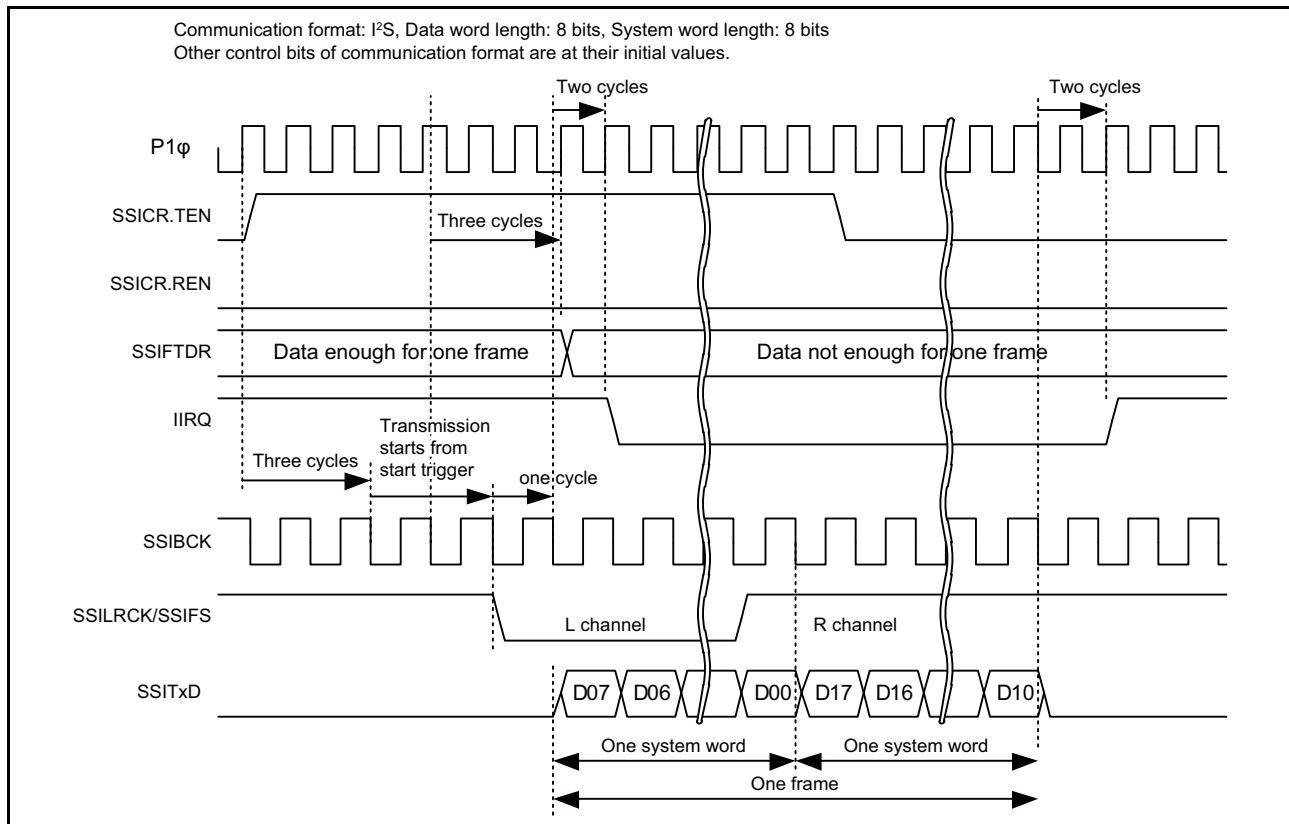 Communication format: I²S, Data word length: 8 bits, System word length: 8 bits
Other control bits of communication format are at their initial values.
Two cycles
Two cycles
P1φ
SSICR.TEN
Three cycles
SSICR.REN
SSIFTDR
Data enough for one frame
Data not enough for one frame
IIRQ
Transmission
starts from
start trigger
Three cycles
one cycle
SSIBCK
SSILRCK/SSIFS
L channel
R channel
SSITxD
D07
D06
D00
D17
D16
D10
One system word
One system word
One frame